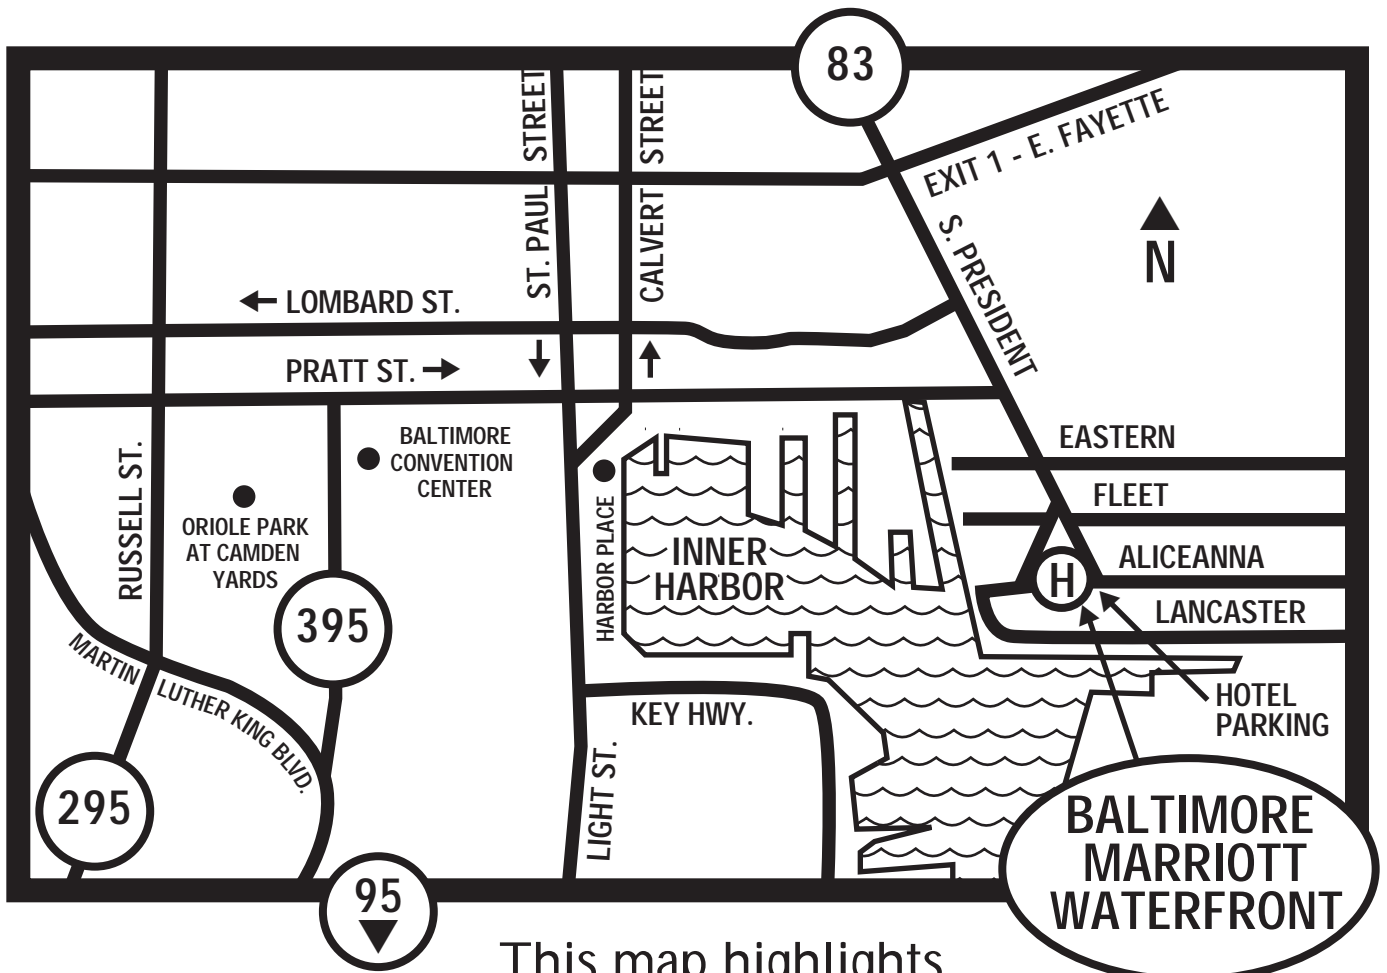 83
ST. PAUL STREET
CALVERT STREET
EXIT 1 - E. FAYETTE
S. PRESIDENT
N
LOMBARD ST.
PRATT ST.
RUSSELL ST.
ORIOLE PARK
AT CAMDEN
YARDS
BALTIMORE
CONVENTION
CENTER
HARBOR PLACE
INNER
HARBOR
EASTERN
FLEET
ALICEANNA
H
LANCASTER
395
MARTIN LUTHER KING BLVD.
KEY HWY.
HOTEL
PARKING
LIGHT ST.
295
95
BALTIMORE
MARRIOTT
WATERFRONT
This map highlights